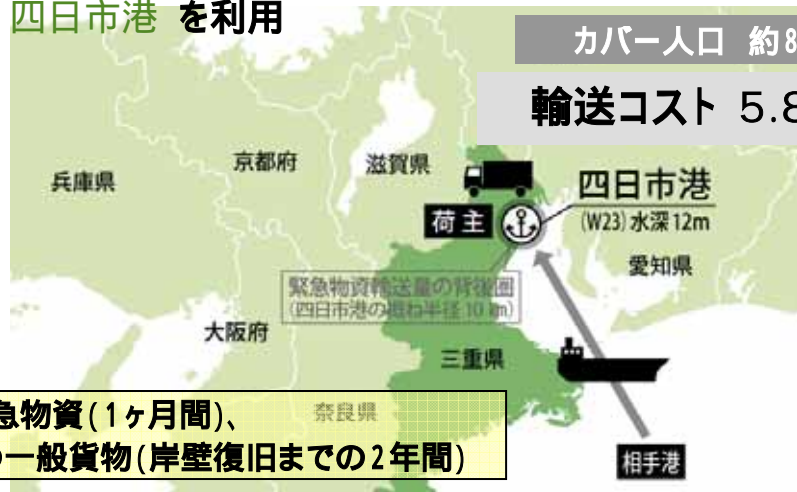 四日市港 を利用
カバー人口 約8
輸送コスト 5.8
兵庫県
京都府
滋賀県
荷主
四日市港
(W23)水深12m
愛知県
緊急物資輸送量の背後圏
(四日市港の概ね半径10km)
大阪府
三重県
奈良県
急物資(1ヶ月間)、
一般貨物(岸壁復旧までの2年間)
相手港